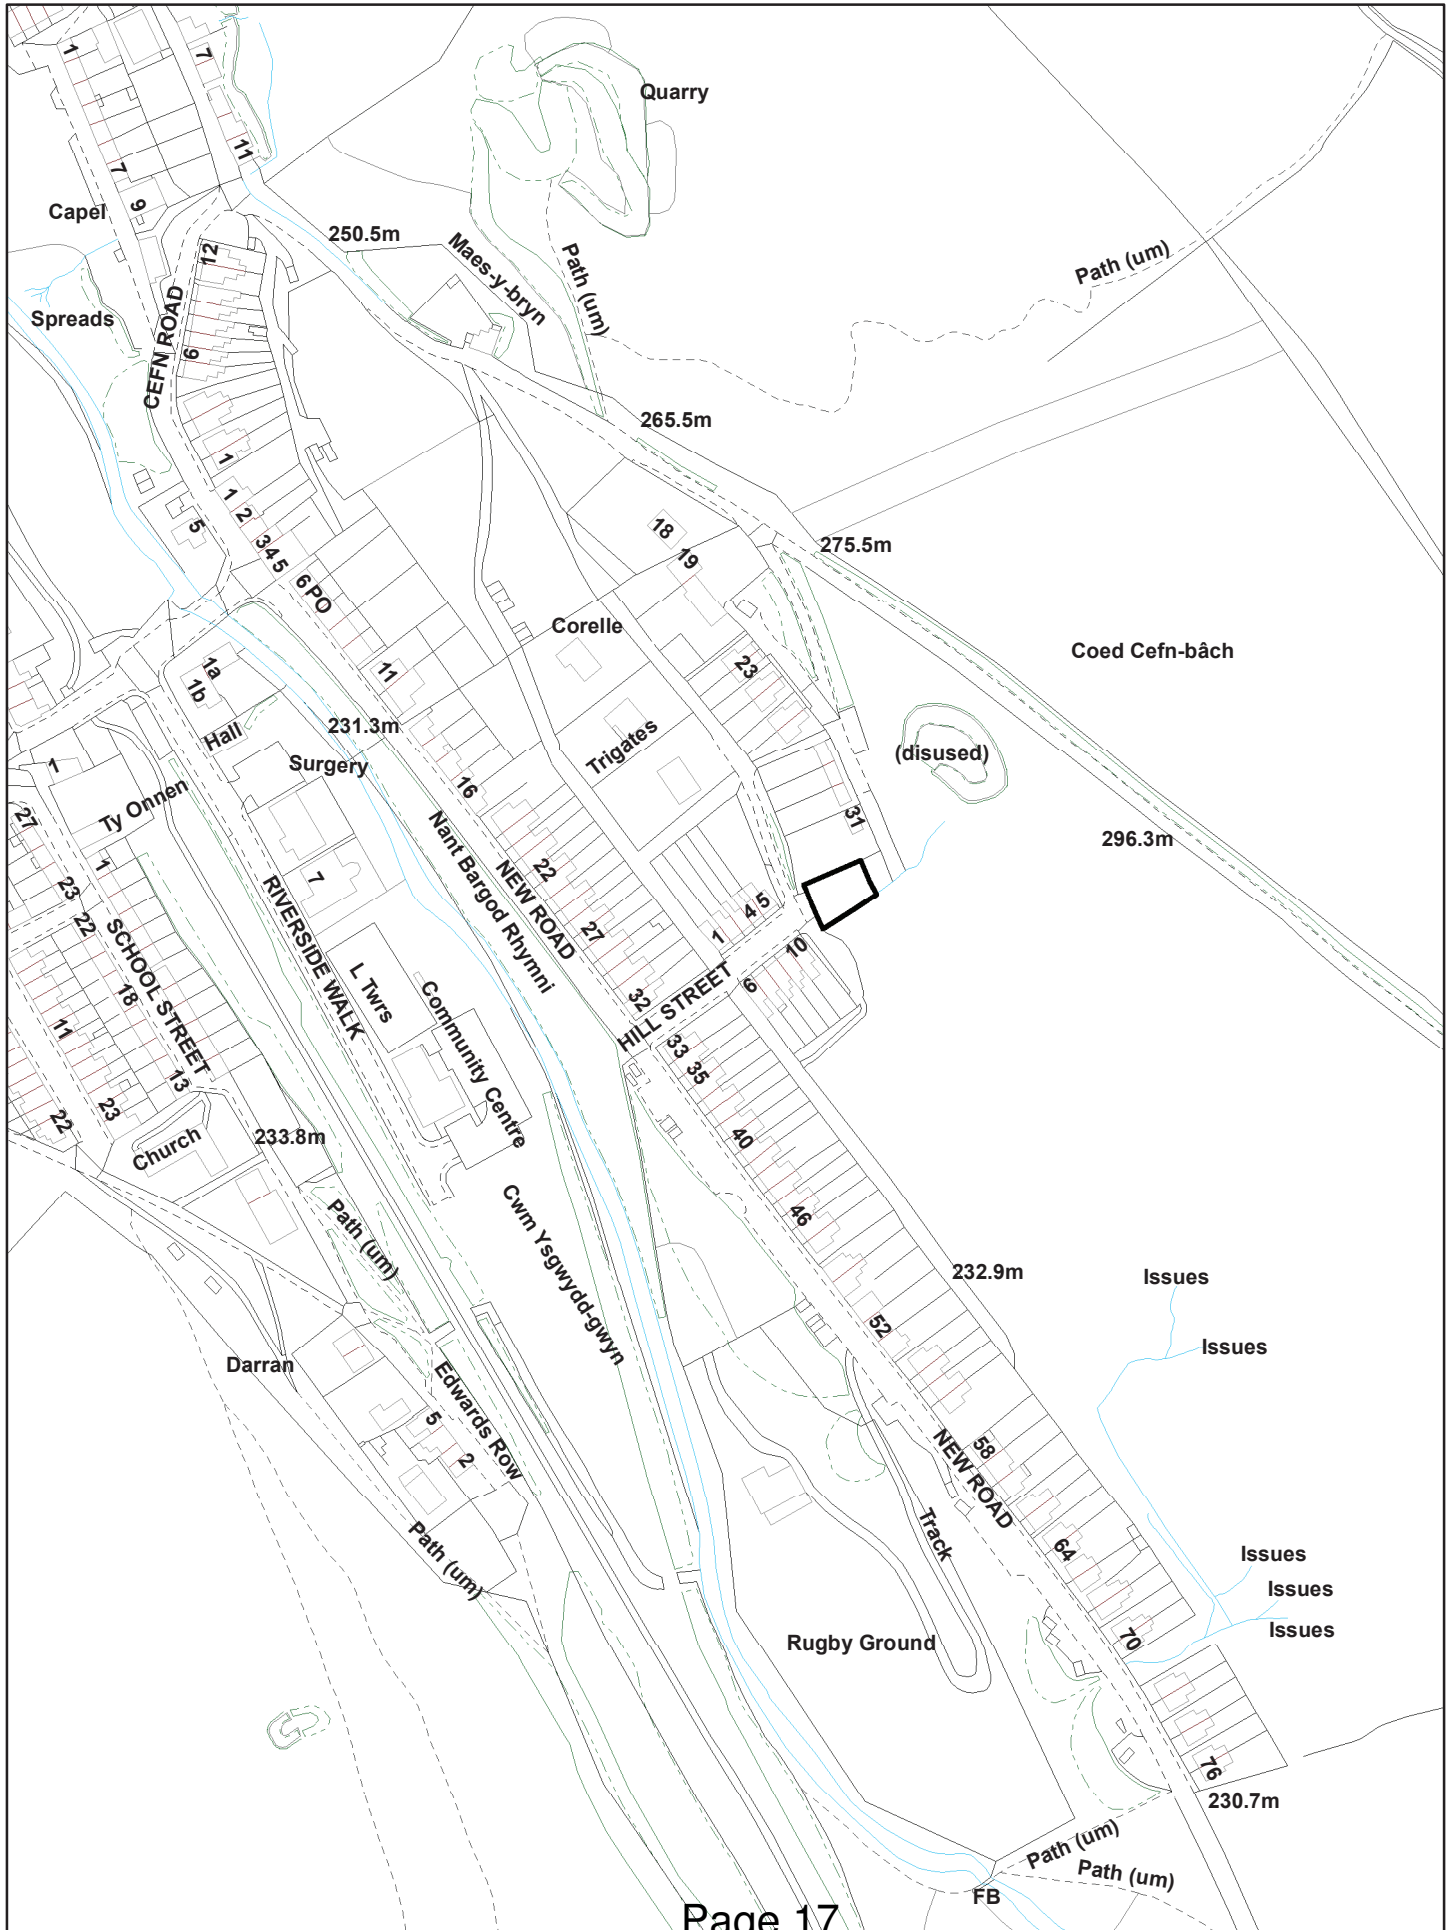 1
7
Quarry
11
7
9
Capel
250.5m
12
Maes-y-bryn
Path (um)
Path (um)
Spreads
CEFN ROAD
6
265.5m
1
1
2
5
3
4
5
18
19
275.5m
6
PO
Corelle
Coed Cefn-bâch
1a
1b
11
23
Hall
231.3m
Trigates
Surgery
(disused)
1
Ty Onnen
16
27
31
296.3m
1
Nant Bargod Rhymni
22
NEW ROAD
7
23
RIVERSIDE WALK
22
27
4
5
1
10
SCHOOL STREET
18
L Twrs
Community Centre
32
HILL STREET
6
11
33
35
13
23
22
Church
233.8m
40
Path (um)
46
Cwm Ysgwydd-gwyn
232.9m
Issues
52
Issues
Darran
Edwards Row
5
2
58
NEW ROAD
Path (um)
Track
64
Issues
Issues
Issues
70
Rugby Ground
76
230.7m
Path (um)
Path (um)
FB
Page 17